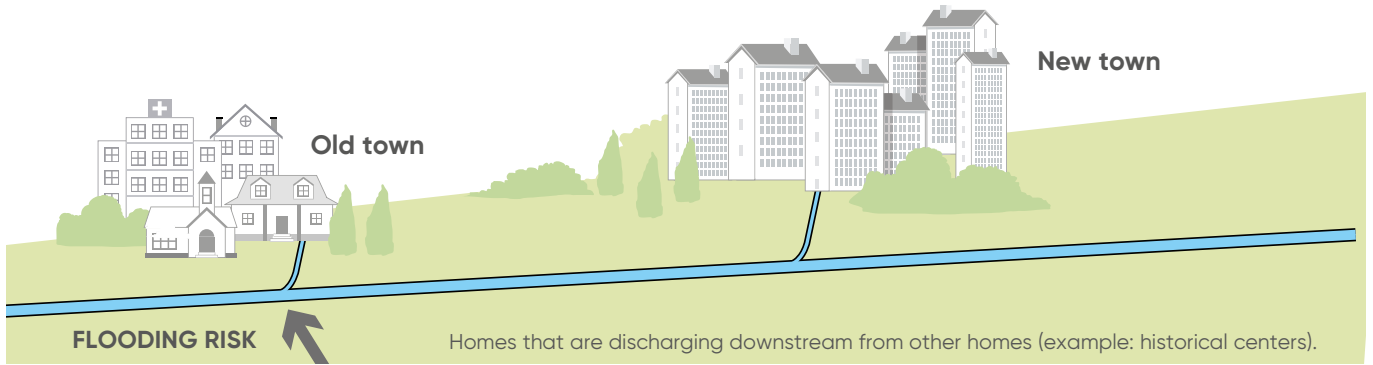 New town
Old town
FLOODING RISK
Homes that are discharging downstream from other homes (example: historical centers).